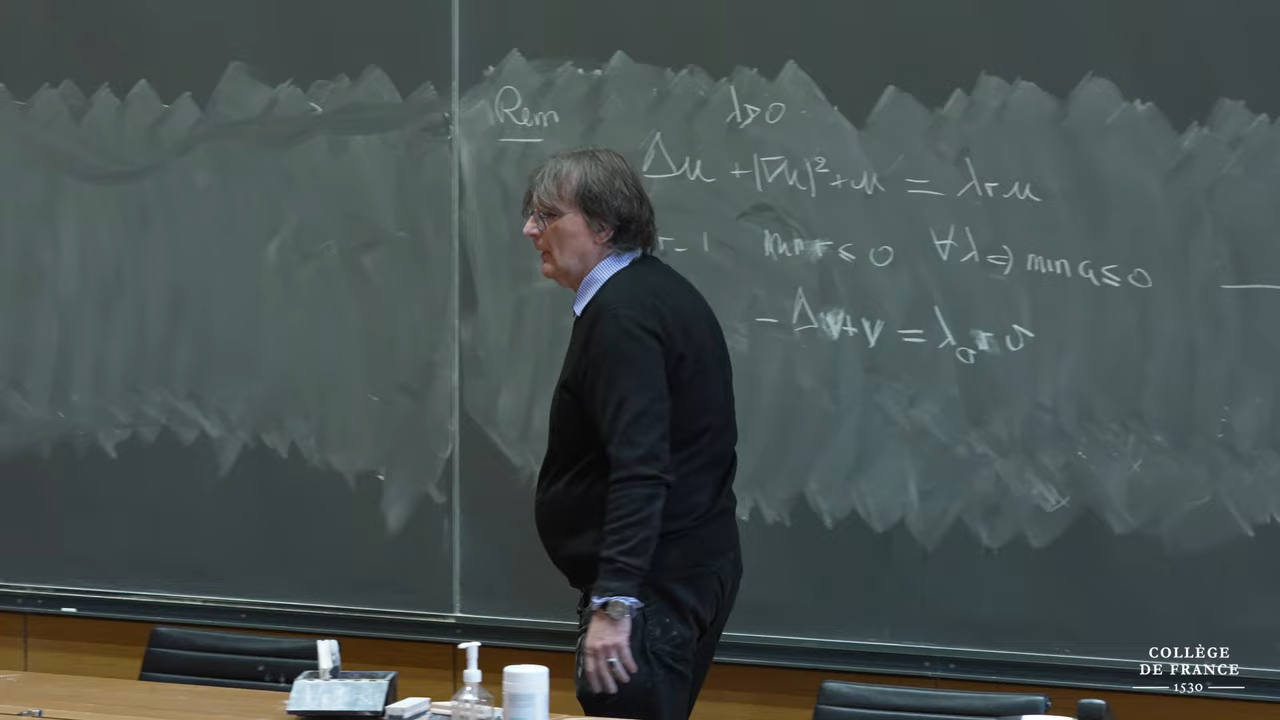 Rem λ>0
Δu + |∇u|² + u = λ r u
r-1 min r ≤ 0 ∀λ ⇒ min a ≤ 0
- Δv + v = λ₀ r v
COLLÈGE
DE FRANCE
1530